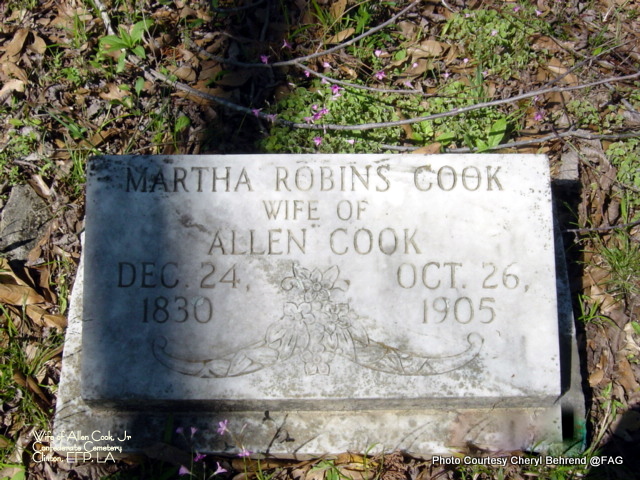 MARTHA ROBINS COOK
WIFE OF
ALLEN COOK
DEC. 24, OCT. 26,
1830 1905
Wife of Allen Cook, Jr
Confederate Cemetery
Clinton, E.F.P. LA
Photo Courtesy Cheryl Behrend @FAG